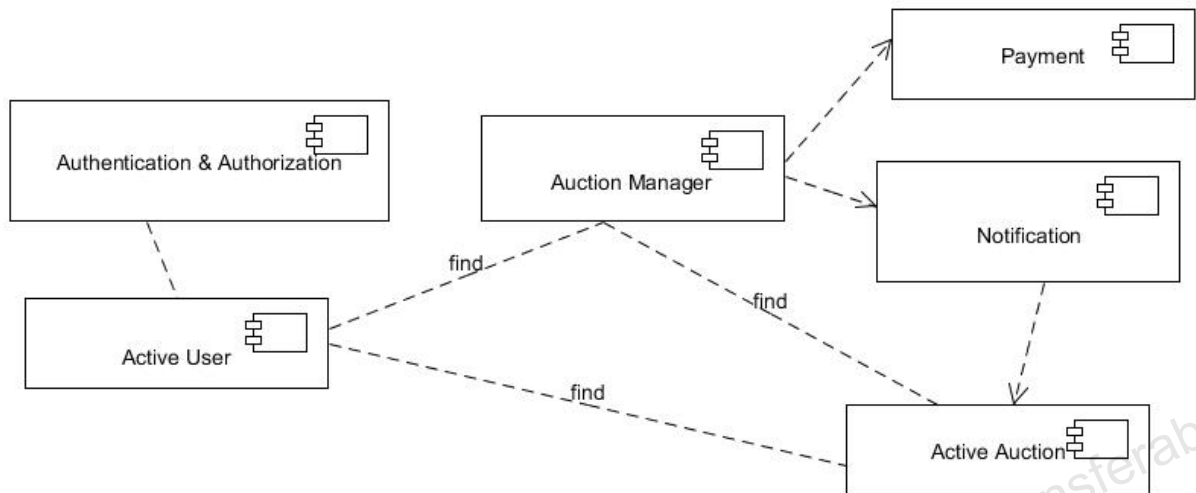 Payment
Authentication & Authorization
Auction Manager
Notification
find
find
Active User
find
Active Auction